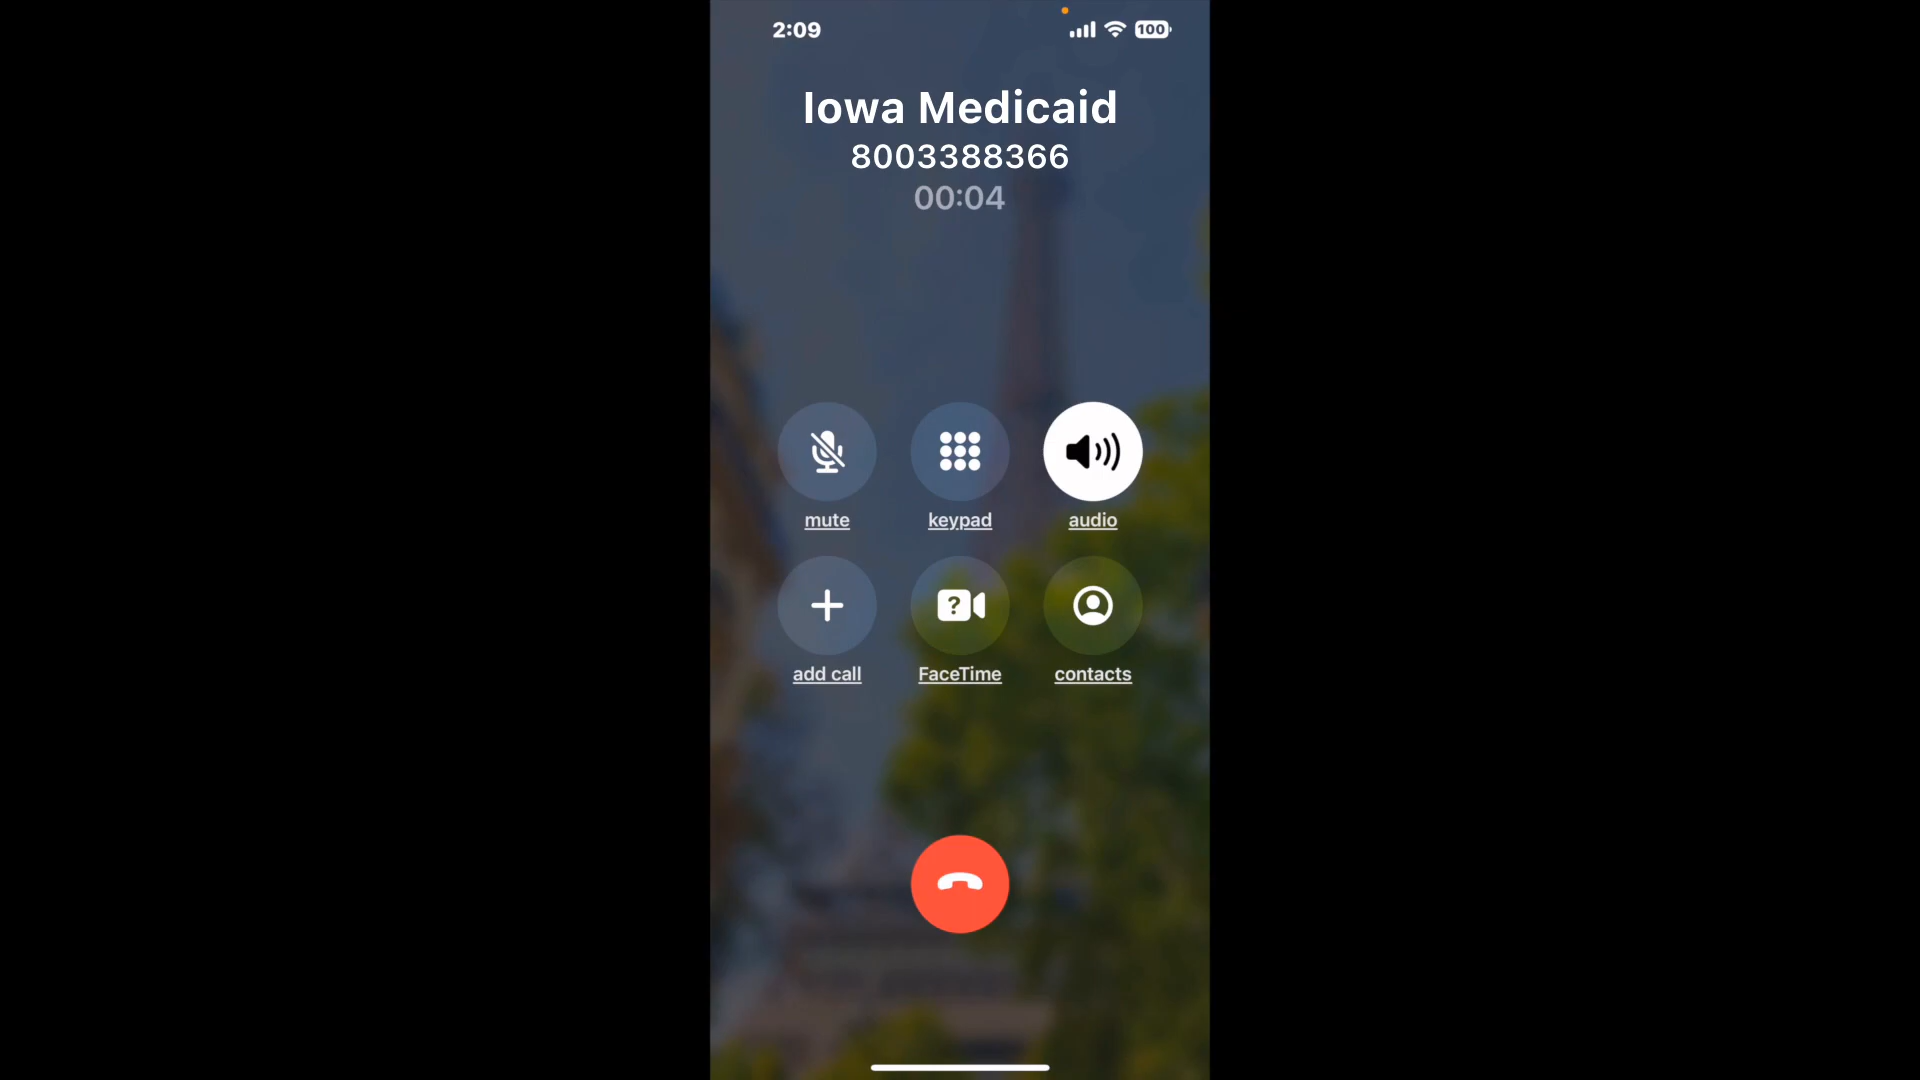 2:09
100
Iowa Medicaid
8003388366
00:04
mute
keypad
audio
?
add call
FaceTime
contacts